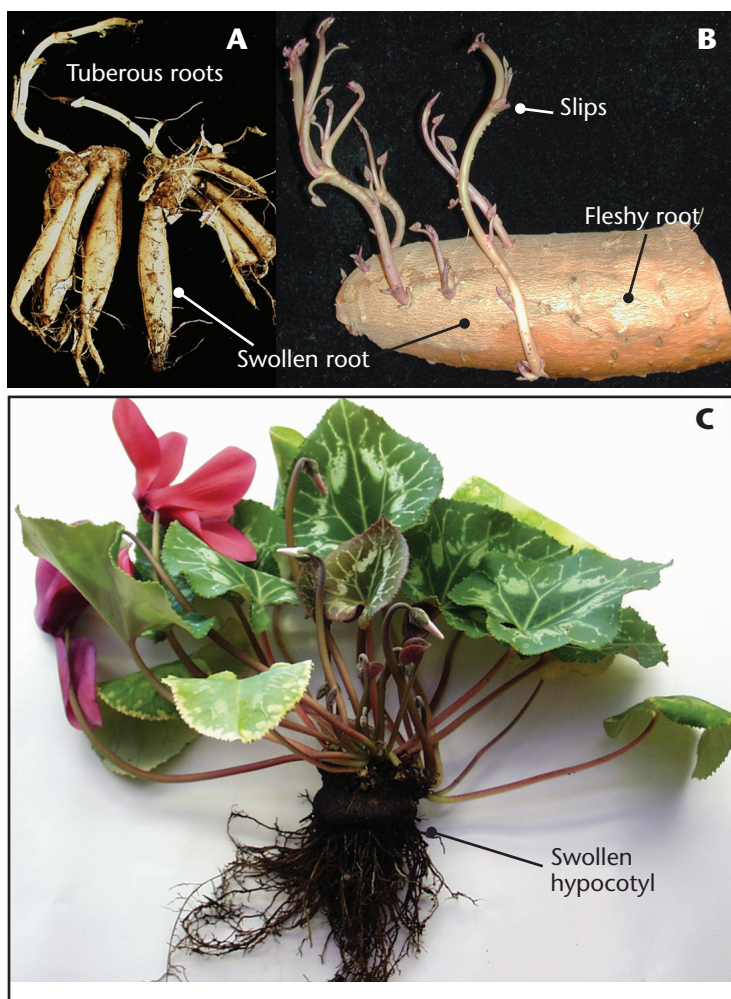 A
Tuberous roots
B
Slips
Fleshy root
Swollen root
C
Swollen
hypocotyl